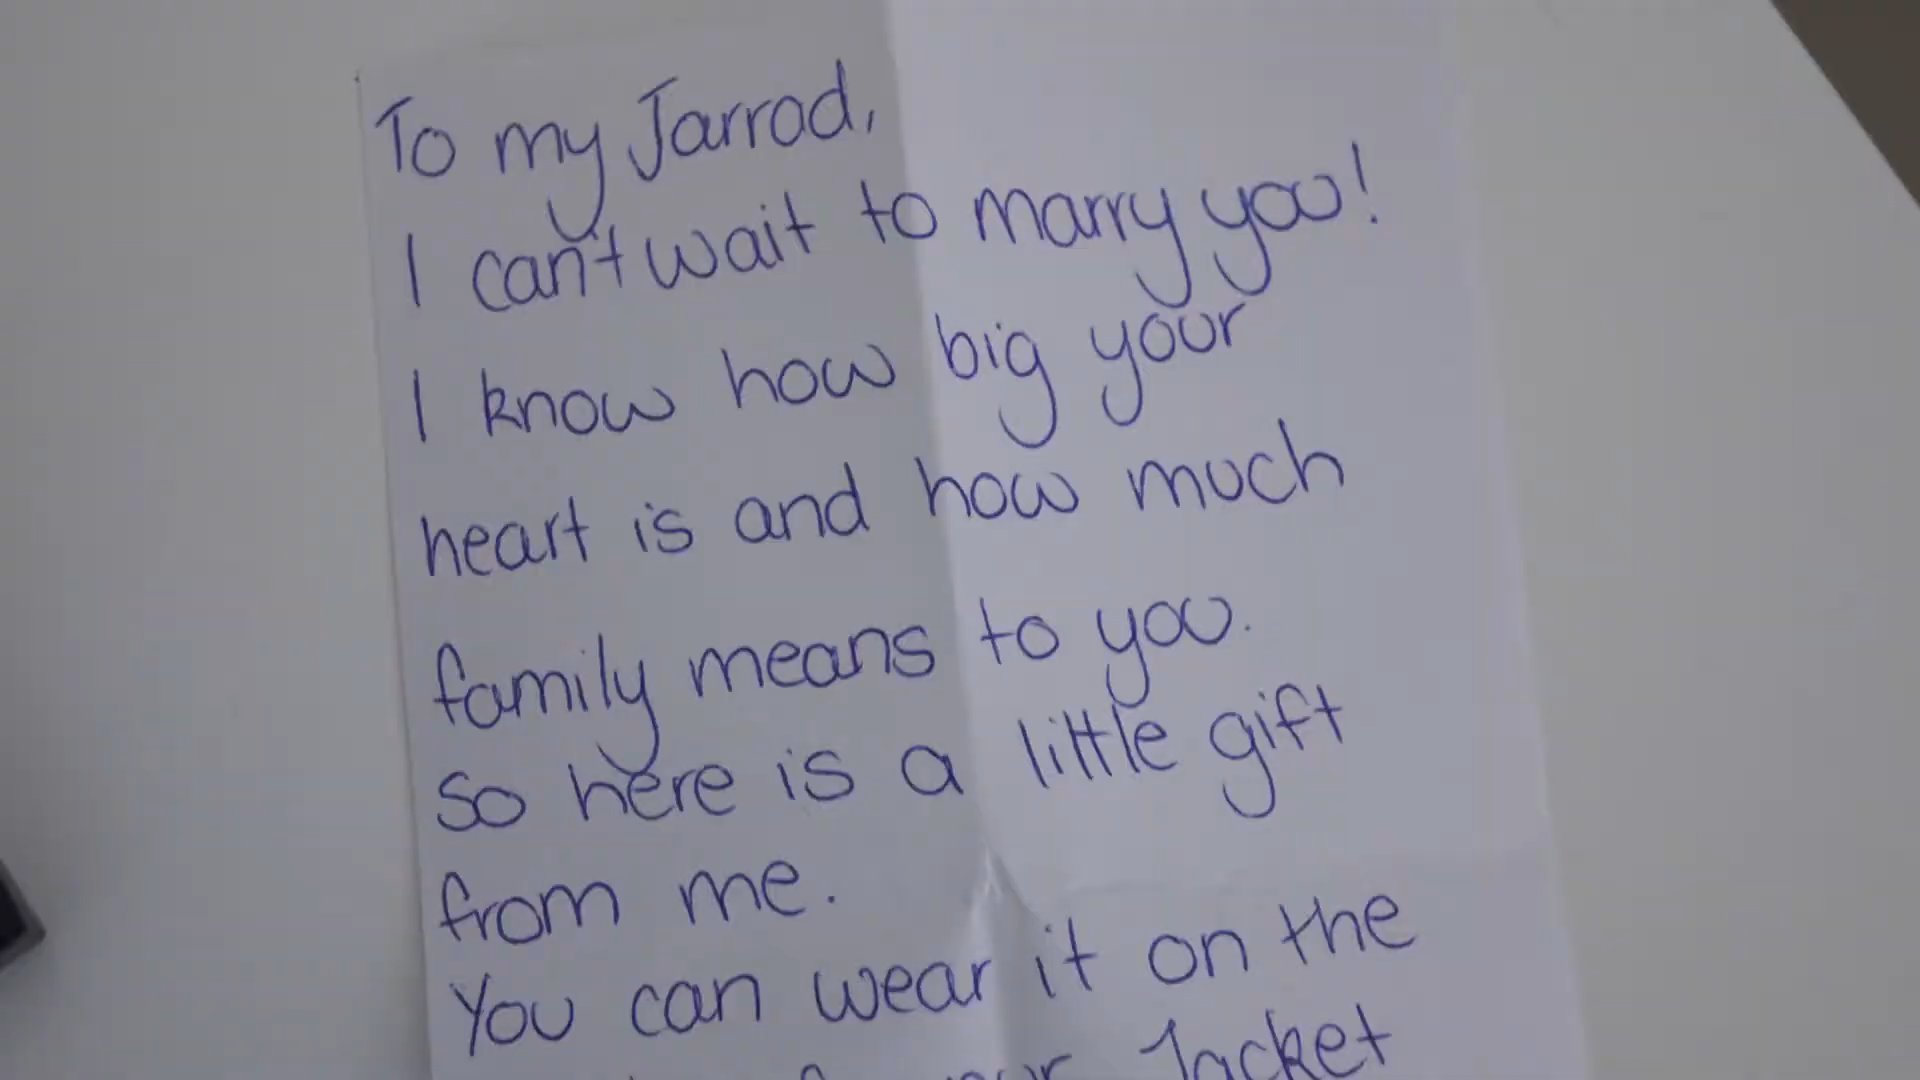 To my Jarrod,
I can't wait to marry you!
I know how big your
heart is and how much
family means to you.
So here is a little gift
from me.
You can wear it on the
Jacket